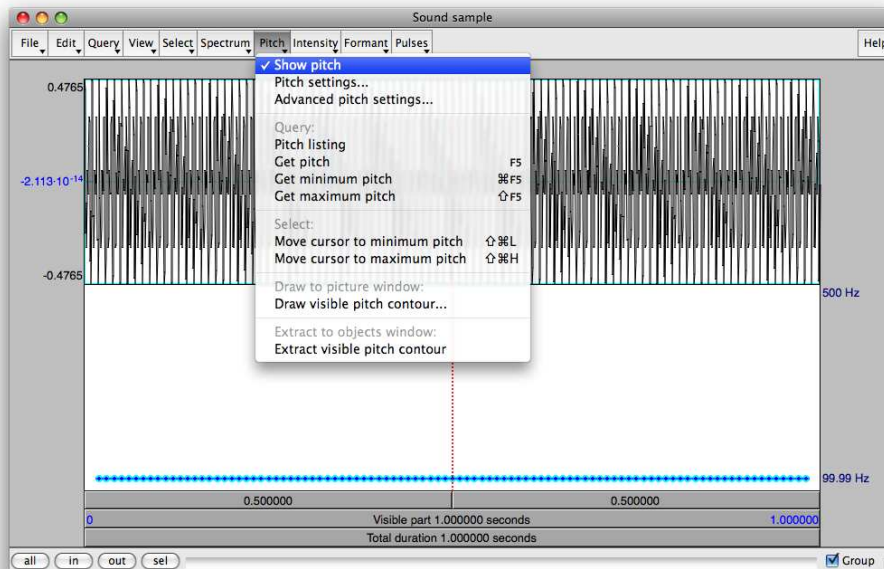 Sound sample
File Edit Query View Select Spectrum Pitch Intensity Formant Pulses Help
✓ Show pitch
Pitch settings...
Advanced pitch settings...
Query:
Pitch listing
Get pitch F5
Get minimum pitch ⌘F5
Get maximum pitch ⇧F5
Select:
Move cursor to minimum pitch ⇧⌘L
Move cursor to maximum pitch ⇧⌘H
Draw to picture window:
Draw visible pitch contour...
Extract to objects window:
Extract visible pitch contour
0.4765
-2.113·10⁻¹⁴
-0.4765
500 Hz
99.99 Hz
0.500000 0.500000
0 Visible part 1.000000 seconds 1.000000
Total duration 1.000000 seconds
all in out sel Group